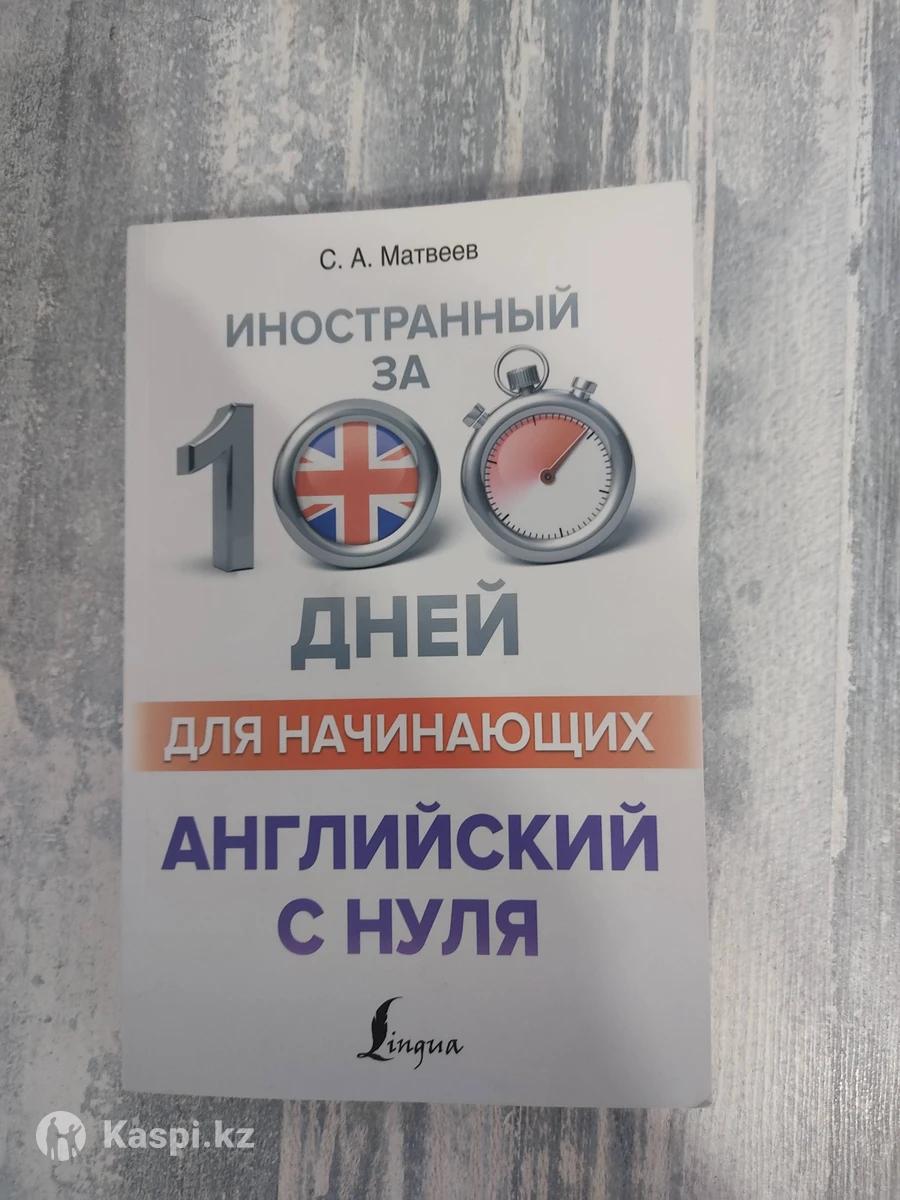 С. А. Матвеев
ИНОСТРАННЫЙ
ЗА
100
ДНЕЙ
ДЛЯ НАЧИНАЮЩИХ
АНГЛИЙСКИЙ
С НУЛЯ
Lingua
Kaspi.kz